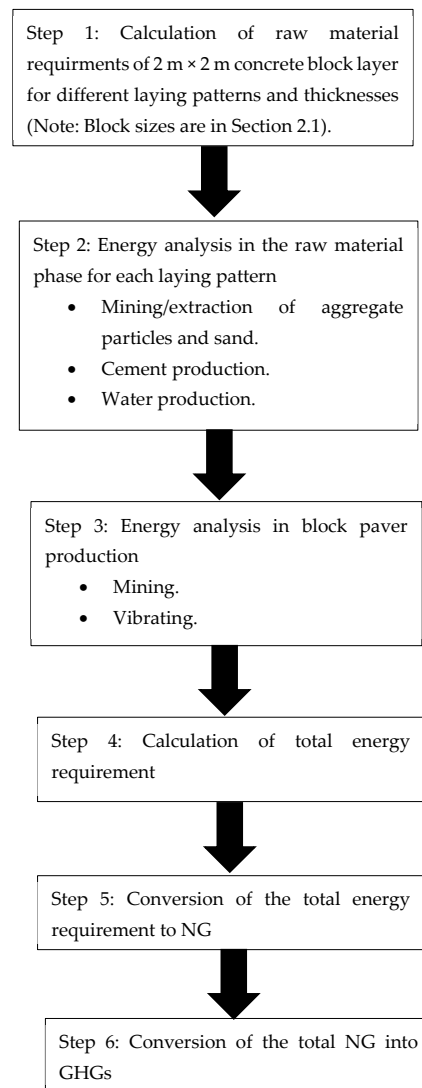 Step 1: Calculation of raw material
requirments of 2 m × 2 m concrete block layer
for different laying patterns and thicknesses
(Note: Block sizes are in Section 2.1).
Step 2: Energy analysis in the raw material
phase for each laying pattern
• Mining/extraction of aggregate
particles and sand.
• Cement production.
• Water production.
Step 3: Energy analysis in block paver
production
• Mining.
• Vibrating.
Step 4: Calculation of total energy
requirement
Step 5: Conversion of the total energy
requirement to NG
Step 6: Conversion of the total NG into
GHGs